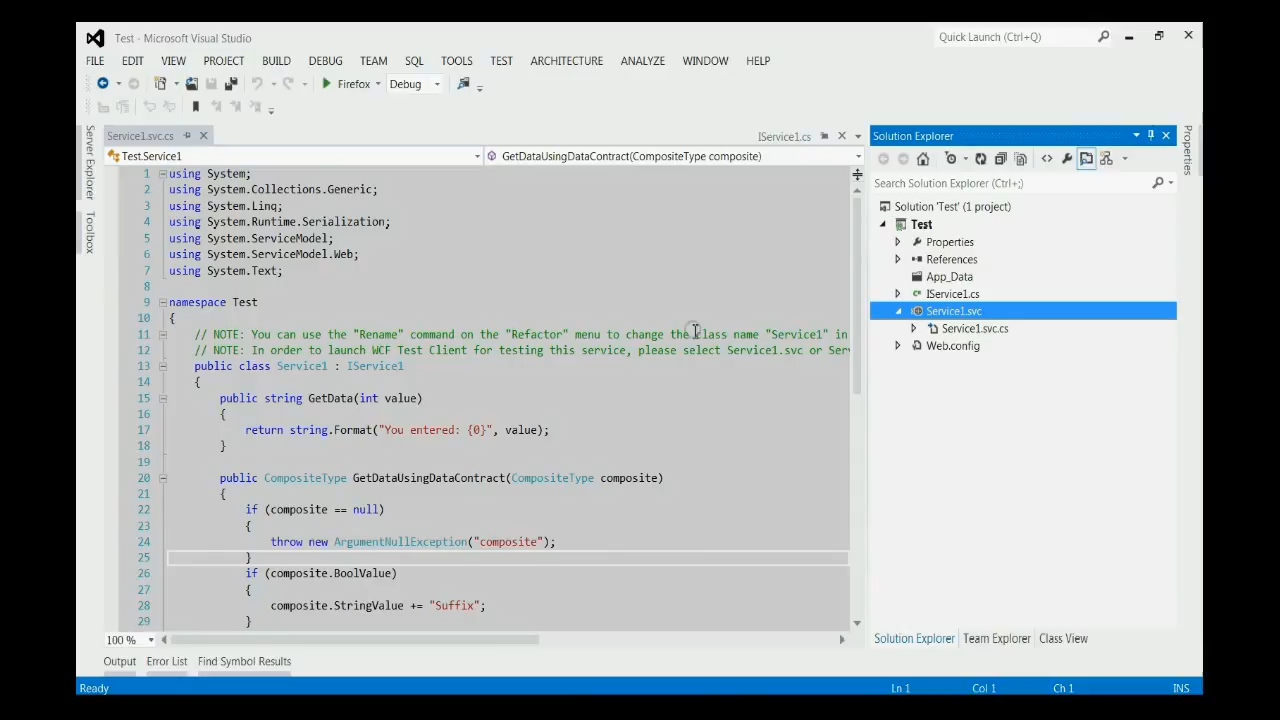 Test - Microsoft Visual Studio
Quick Launch (Ctrl+Q)
FILE EDIT VIEW PROJECT BUILD DEBUG TEAM SQL TOOLS TEST ARCHITECTURE ANALYZE WINDOW HELP
Firefox Debug
Server Explorer
Toolbox
Service1.svc.cs
IService1.cs
Test.Service1
GetDataUsingDataContract(CompositeType composite)
1 using System;
2 using System.Collections.Generic;
3 using System.Linq;
4 using System.Runtime.Serialization;
5 using System.ServiceModel;
6 using System.ServiceModel.Web;
7 using System.Text;
8
9 namespace Test
10 {
11 // NOTE: You can use the "Rename" command on the "Refactor" menu to change the class name "Service1" in
12 // NOTE: In order to launch WCF Test Client for testing this service, please select Service1.svc or Serv
13 public class Service1 : IService1
14 {
15 public string GetData(int value)
16 {
17 return string.Format("You entered: {0}", value);
18 }
19
20 public CompositeType GetDataUsingDataContract(CompositeType composite)
21 {
22 if (composite == null)
23 {
24 throw new ArgumentNullException("composite");
25 }
26 if (composite.BoolValue)
27 {
28 composite.StringValue += "Suffix";
29 }
100 %
Solution Explorer
Search Solution Explorer (Ctrl+;)
Solution 'Test' (1 project)
Test
Properties
References
App_Data
IService1.cs
Service1.svc
Service1.svc.cs
Web.config
Solution Explorer Team Explorer Class View
Properties
Output Error List Find Symbol Results
Ready Ln 1 Col 1 Ch 1 INS